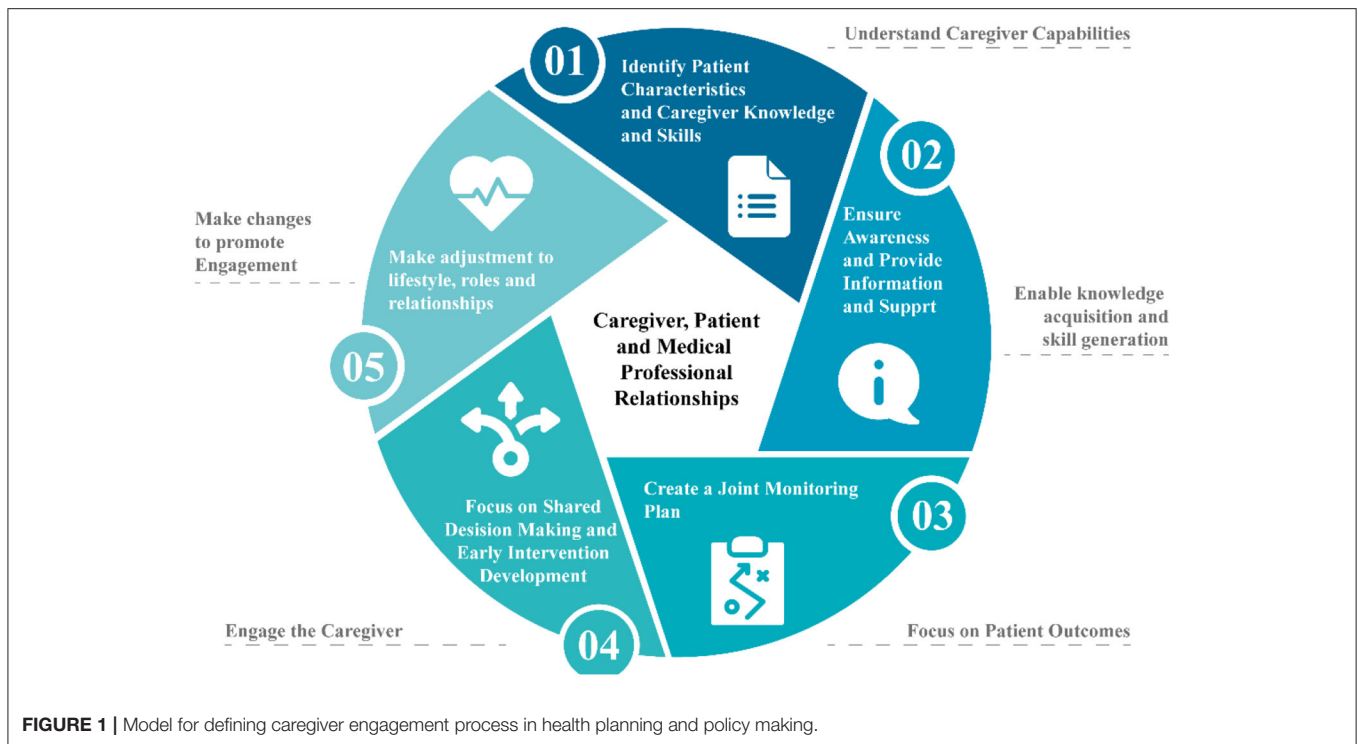 Understand Caregiver Capabilities
01
Identify Patient
Characteristics
and Caregiver Knowledge
and Skills
02
Ensure
Awareness
and Provide
Information
and Supprt
Enable knowledge
acquisition and
skill generation
i
Caregiver, Patient
and Medical
Professional
Relationships
Create a Joint Monitoring
Plan
03
Focus on Patient Outcomes
Focus on Shared
Desision Making and
Early Intervention
Development
04
Engage the Caregiver
Make adjustment to
lifestyle, roles and
relationships
05
Make changes
to promote
Engagement
FIGURE 1 | Model for defining caregiver engagement process in health planning and policy making.